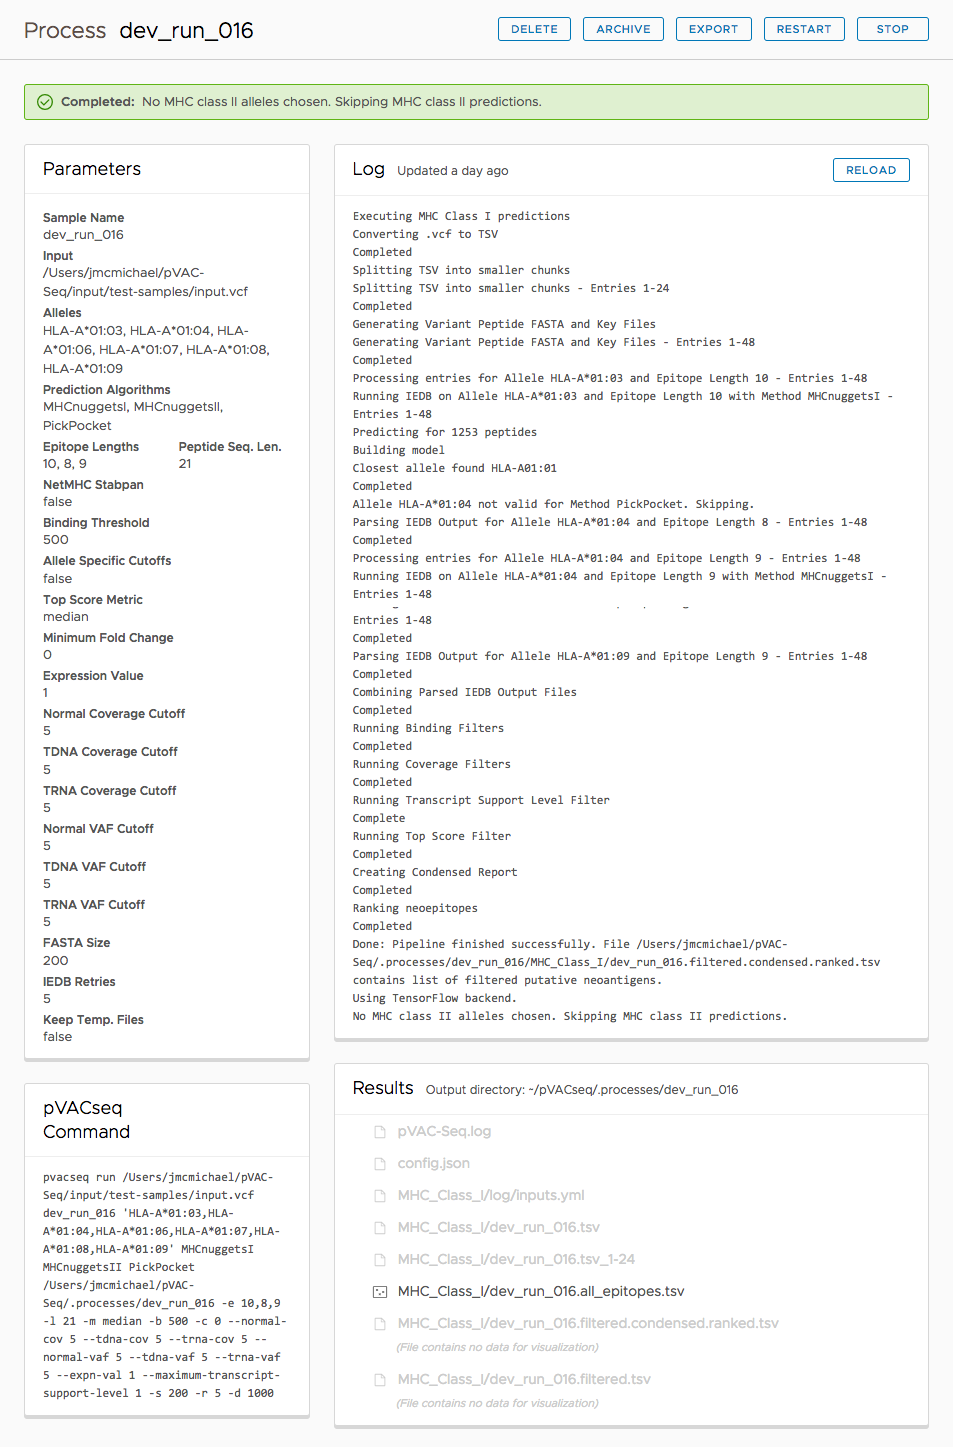 Process dev_run_016
DELETE
ARCHIVE
EXPORT
RESTART
STOP
Completed: No MHC class II alleles chosen. Skipping MHC class II predictions.
Parameters
Sample Name
dev_run_016
Input
/Users/jmcmichael/pVAC-
Seq/input/test-samples/input.vcf
Alleles
HLA-A*01:03, HLA-A*01:04, HLA-
A*01:06, HLA-A*01:07, HLA-A*01:08,
HLA-A*01:09
Prediction Algorithms
MHCnuggetsI, MHCnuggetsII,
PickPocket
Epitope Lengths
10, 8, 9
Peptide Seq. Len.
21
NetMHC Stabpan
false
Binding Threshold
500
Allele Specific Cutoffs
false
Top Score Metric
median
Minimum Fold Change
0
Expression Value
1
Normal Coverage Cutoff
5
TDNA Coverage Cutoff
5
TRNA Coverage Cutoff
5
Normal VAF Cutoff
5
TDNA VAF Cutoff
5
TRNA VAF Cutoff
5
FASTA Size
200
IEDB Retries
5
Keep Temp. Files
false
pVACseq
Command
pvacseq run /Users/jmcmichael/pVAC-
Seq/input/test-samples/input.vcf
dev_run_016 'HLA-A*01:03,HLA-
A*01:04,HLA-A*01:06,HLA-A*01:07,HLA-
A*01:08,HLA-A*01:09' MHCnuggetsI
MHCnuggetsII PickPocket
/Users/jmcmichael/pVAC-
Seq/.processes/dev_run_016 -e 10,8,9
-l 21 -m median -b 500 -c 0 --normal-
cov 5 --tdna-cov 5 --trna-cov 5 --
normal-vaf 5 --tdna-vaf 5 --trna-vaf
5 --expn-val 1 --maximum-transcript-
support-level 1 -s 200 -r 5 -d 1000
Log Updated a day ago
RELOAD
Executing MHC Class I predictions
Converting .vcf to TSV
Completed
Splitting TSV into smaller chunks
Splitting TSV into smaller chunks - Entries 1-24
Completed
Generating Variant Peptide FASTA and Key Files
Generating Variant Peptide FASTA and Key Files - Entries 1-48
Completed
Processing entries for Allele HLA-A*01:03 and Epitope Length 10 - Entries 1-48
Running IEDB on Allele HLA-A*01:03 and Epitope Length 10 with Method MHCnuggetsI -
Entries 1-48
Predicting for 1253 peptides
Building model
Closest allele found HLA-A01:01
Completed
Allele HLA-A*01:04 not valid for Method PickPocket. Skipping.
Parsing IEDB Output for Allele HLA-A*01:04 and Epitope Length 8 - Entries 1-48
Completed
Processing entries for Allele HLA-A*01:04 and Epitope Length 9 - Entries 1-48
Running IEDB on Allele HLA-A*01:04 and Epitope Length 9 with Method MHCnuggetsI -
Entries 1-48
Entries 1-48
Completed
Parsing IEDB Output for Allele HLA-A*01:09 and Epitope Length 9 - Entries 1-48
Completed
Combining Parsed IEDB Output Files
Completed
Running Binding Filters
Completed
Running Coverage Filters
Completed
Running Transcript Support Level Filter
Complete
Running Top Score Filter
Completed
Creating Condensed Report
Completed
Ranking neoepitopes
Completed
Done: Pipeline finished successfully. File /Users/jmcmichael/pVAC-
Seq/.processes/dev_run_016/MHC_Class_I/dev_run_016.filtered.condensed.ranked.tsv
contains list of filtered putative neoantigens.
Using TensorFlow backend.
No MHC class II alleles chosen. Skipping MHC class II predictions.
Results Output directory: ~/pVACseq/.processes/dev_run_016
pVAC-Seq.log
config.json
MHC_Class_I/log/inputs.yml
MHC_Class_I/dev_run_016.tsv
MHC_Class_I/dev_run_016.tsv_1-24
MHC_Class_I/dev_run_016.all_epitopes.tsv
MHC_Class_I/dev_run_016.filtered.condensed.ranked.tsv
(File contains no data for visualization)
MHC_Class_I/dev_run_016.filtered.tsv
(File contains no data for visualization)